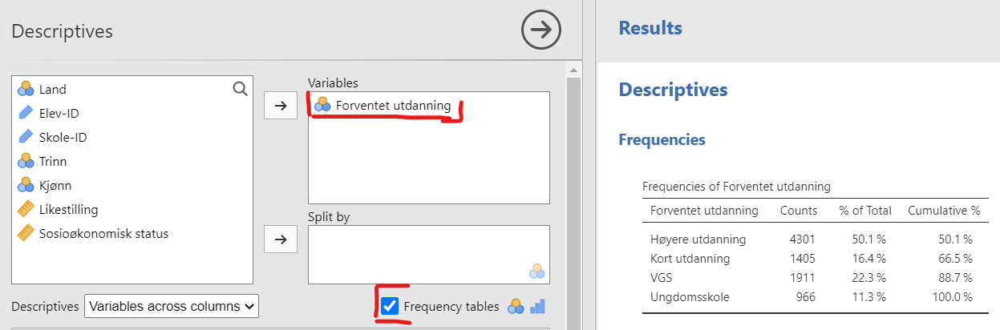 Descriptives
Land
Elev-ID
Skole-ID
Trinn
Kjønn
Likestilling
Sosioøkonomisk status
Variables
Forventet utdanning
Split by
Descriptives Variables across columns
Frequency tables
Results
Descriptives
Frequencies
Frequencies of Forventet utdanning
Forventet utdanning Counts % of Total Cumulative %
Høyere utdanning 4301 50.1 % 50.1 %
Kort utdanning 1405 16.4 % 66.5 %
VGS 1911 22.3 % 88.7 %
Ungdomsskole 966 11.3 % 100.0 %